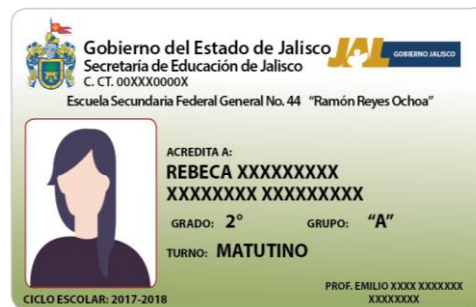 Gobierno del Estado de Jalisco
Secretaría de Educación de Jalisco
C. CT. 00XXX0000X
JAL
GOBIERNO JALISCO
Escuela Secundaria Federal General No. 44 "Ramón Reyes Ochoa"
ACREDITA A:
REBECA XXXXXXXXX
XXXXXXXX XXXXXXXXX
GRADO: 2° GRUPO: "A"
TURNO: MATUTINO
CICLO ESCOLAR: 2017-2018
PROF. EMILIO XXXX XXXXXXX
XXXXXXXX